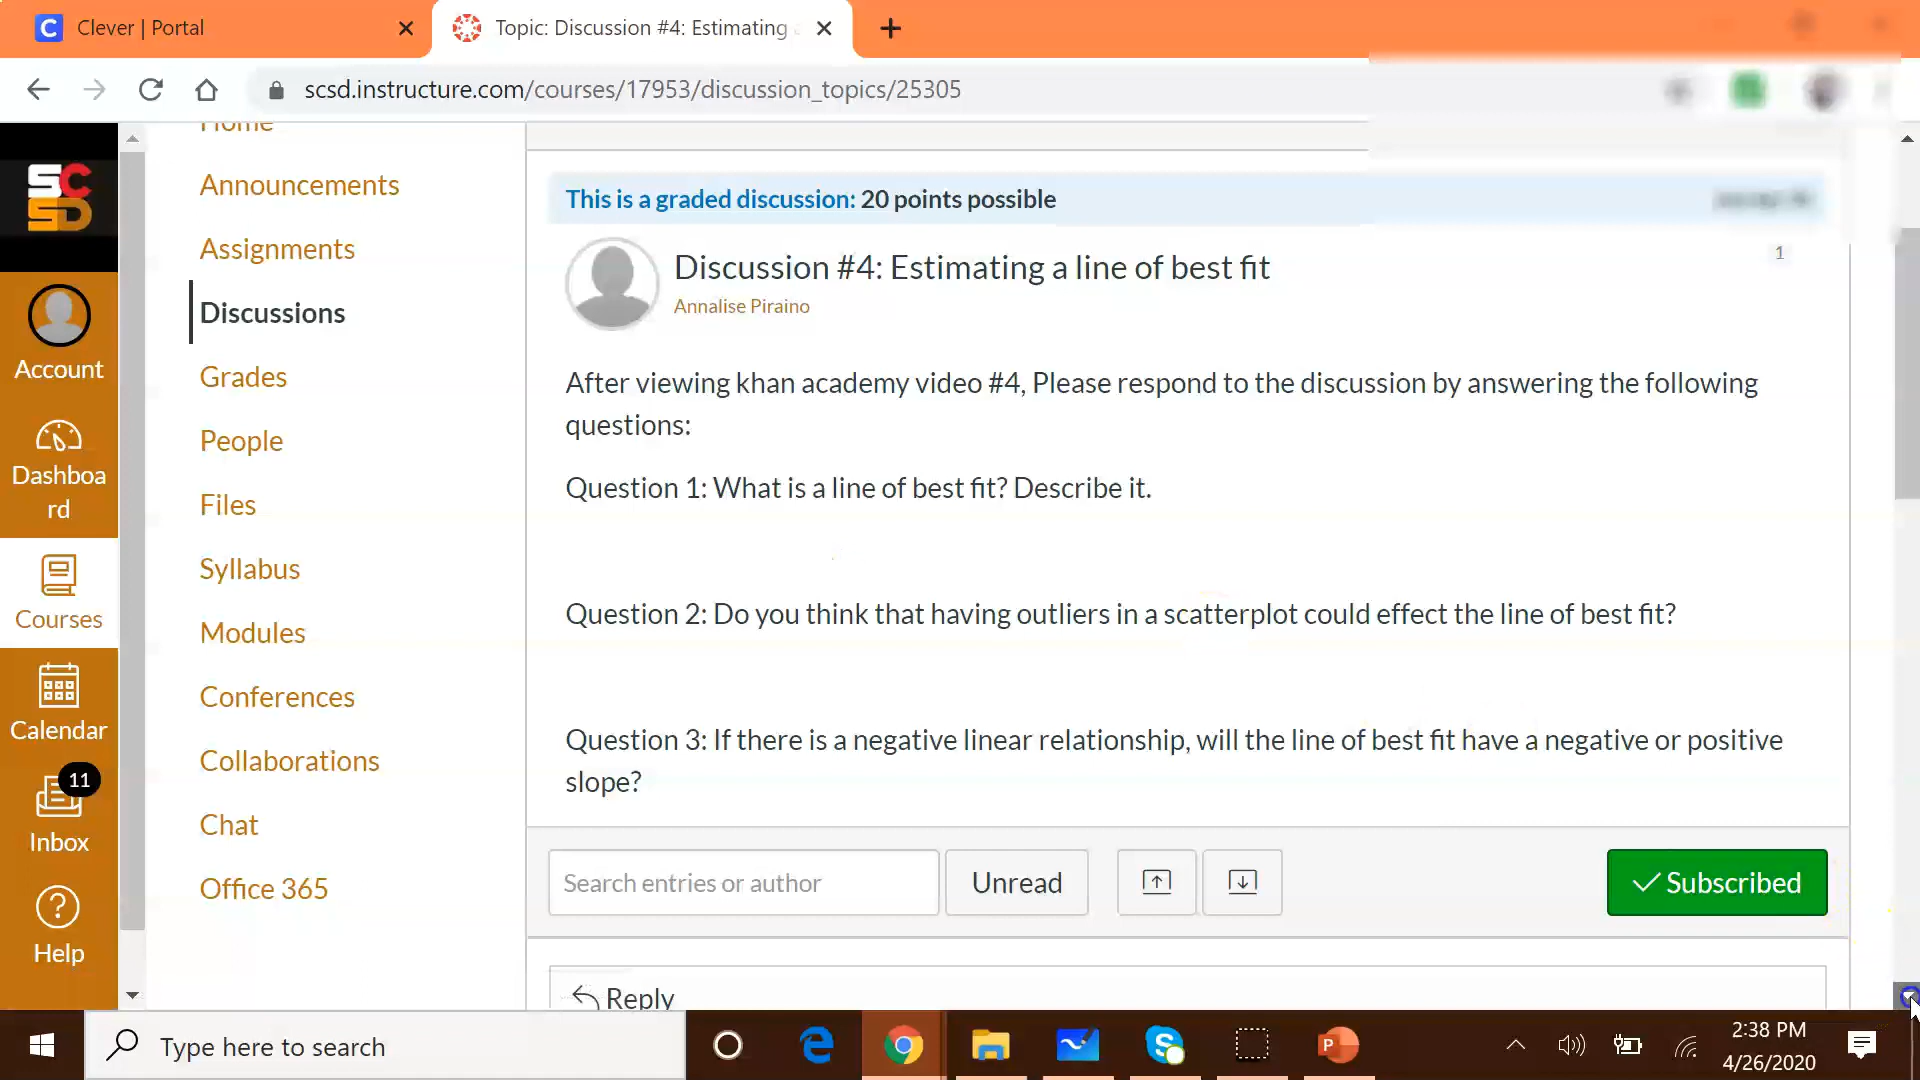 Clever | Portal
Topic: Discussion #4: Estimating a
scsd.instructure.com/courses/17953/discussion_topics/25305
SC
SD
Account
Dashboa
rd
Courses
Calendar
11
Inbox
Help
Home
Announcements
Assignments
Discussions
Grades
People
Files
Syllabus
Modules
Conferences
Collaborations
Chat
Office 365
This is a graded discussion: 20 points possible
Discussion #4: Estimating a line of best fit
1
Annalise Piraino
After viewing khan academy video #4, Please respond to the discussion by answering the following
questions:
Question 1: What is a line of best fit? Describe it.
Question 2: Do you think that having outliers in a scatterplot could effect the line of best fit?
Question 3: If there is a negative linear relationship, will the line of best fit have a negative or positive
slope?
Search entries or author
Unread
Subscribed
Reply
Type here to search
2:38 PM
4/26/2020